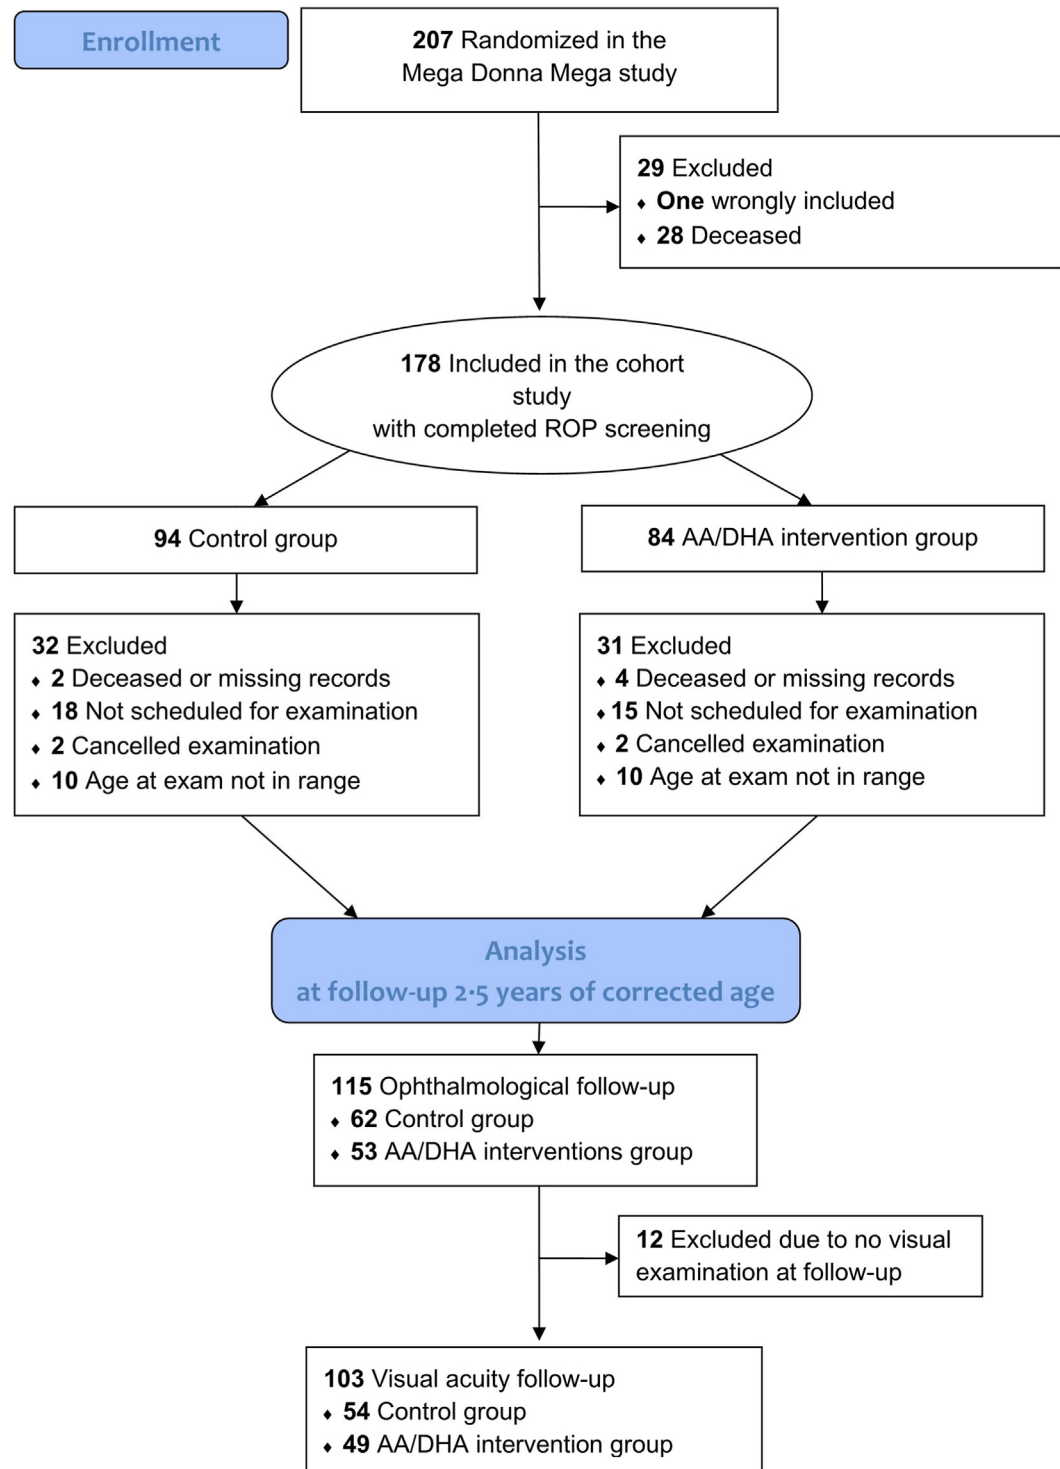 Enrollment
207 Randomized in the
Mega Donna Mega study
29 Excluded
⬧ One wrongly included
⬧ 28 Deceased
178 Included in the cohort
study
with completed ROP screening
94 Control group
84 AA/DHA intervention group
32 Excluded
⬧ 2 Deceased or missing records
⬧ 18 Not scheduled for examination
⬧ 2 Cancelled examination
⬧ 10 Age at exam not in range
31 Excluded
⬧ 4 Deceased or missing records
⬧ 15 Not scheduled for examination
⬧ 2 Cancelled examination
⬧ 10 Age at exam not in range
Analysis
at follow-up 2·5 years of corrected age
115 Ophthalmological follow-up
⬧ 62 Control group
⬧ 53 AA/DHA interventions group
12 Excluded due to no visual
examination at follow-up
103 Visual acuity follow-up
⬧ 54 Control group
⬧ 49 AA/DHA intervention group